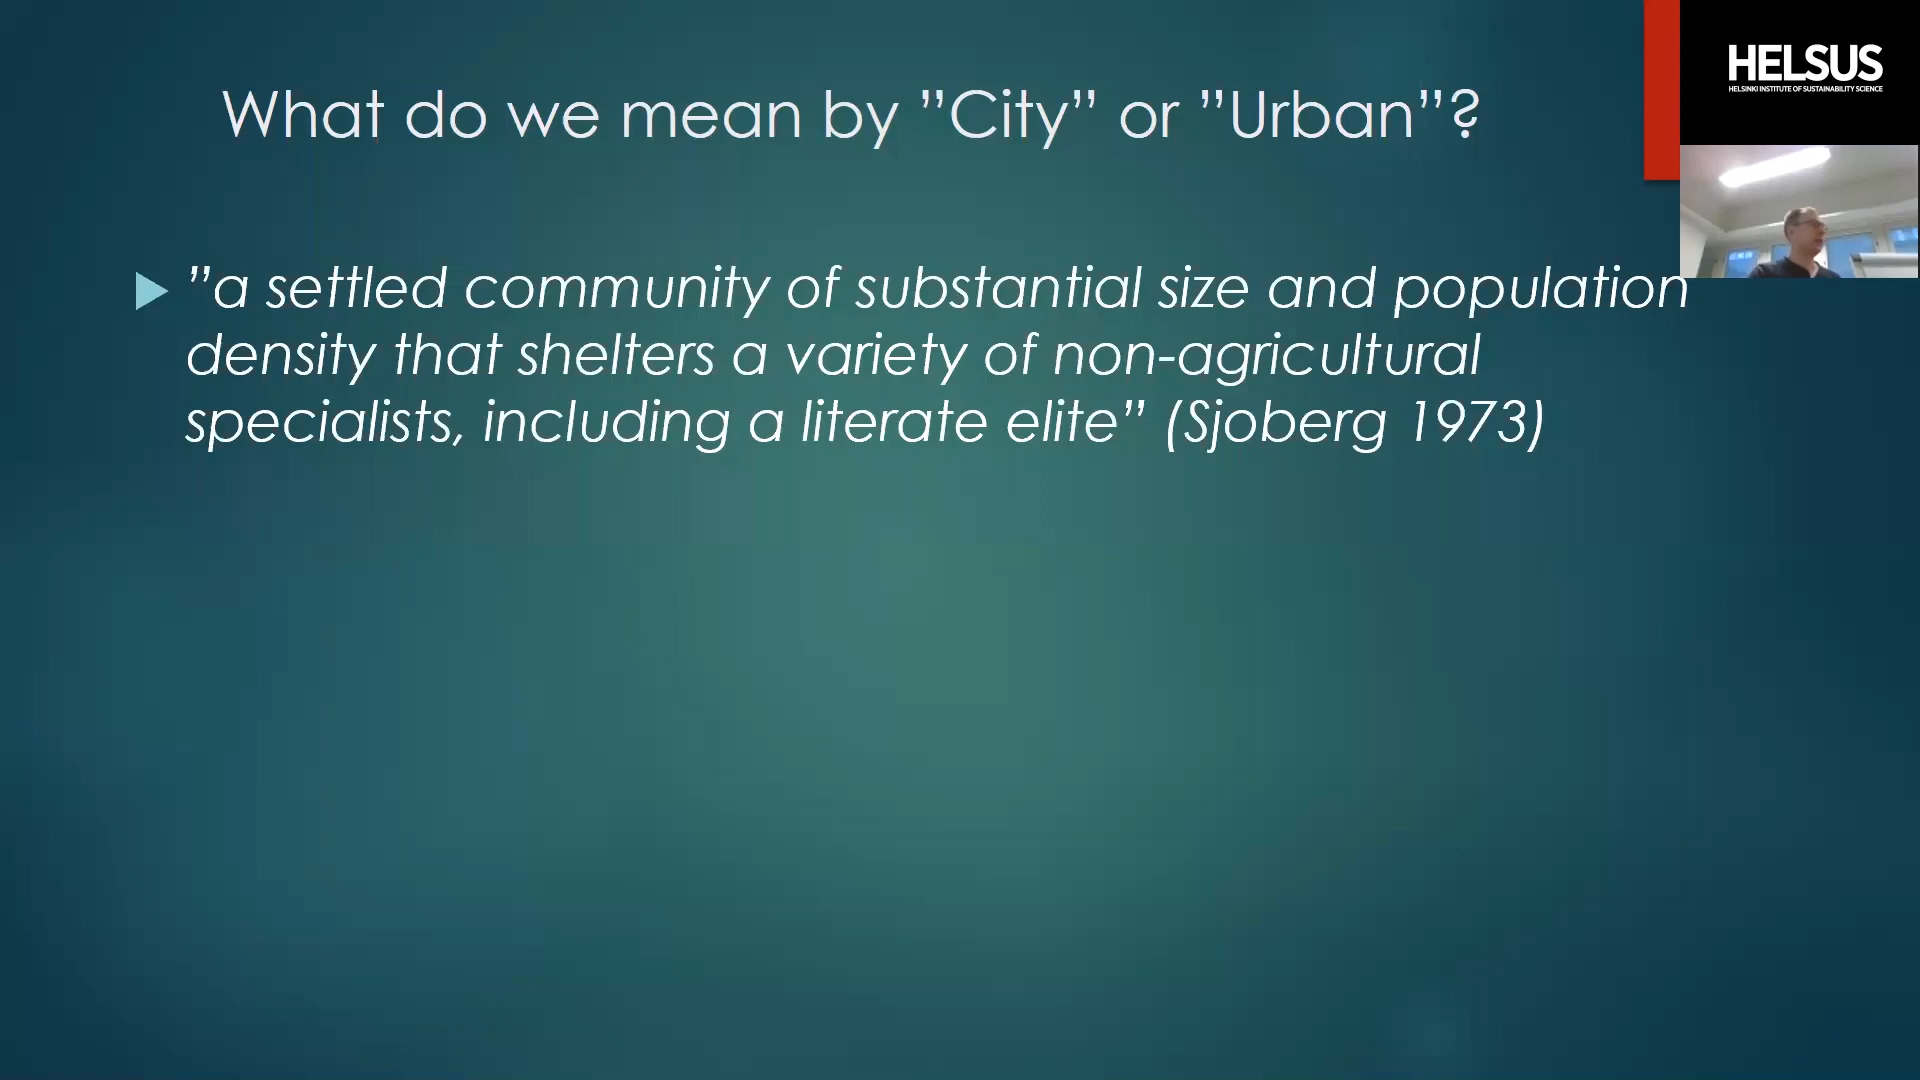 What do we mean by ”City” or ”Urban”?
HELSUS
HELSINKI INSTITUTE OF SUSTAINABILITY SCIENCE
”a settled community of substantial size and population
density that shelters a variety of non-agricultural
specialists, including a literate elite” (Sjoberg 1973)